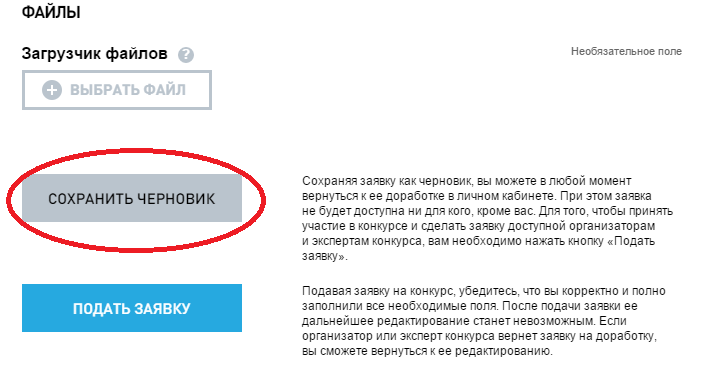 ФАЙЛЫ
Загрузчик файлов ?
Необязательное поле
+ ВЫБРАТЬ ФАЙЛ
СОХРАНИТЬ ЧЕРНОВИК
Сохраняя заявку как черновик, вы можете в любой момент
вернуться к ее доработке в личном кабинете. При этом заявка
не будет доступна ни для кого, кроме вас. Для того, чтобы принять
участие в конкурсе и сделать заявку доступной организаторам
и экспертам конкурса, вам необходимо нажать кнопку «Подать
заявку».
ПОДАТЬ ЗАЯВКУ
Подавая заявку на конкурс, убедитесь, что вы корректно и полно
заполнили все необходимые поля. После подачи заявки ее
дальнейшее редактирование станет невозможным. Если
организатор или эксперт конкурса вернет заявку на доработку,
вы сможете вернуться к ее редактированию.